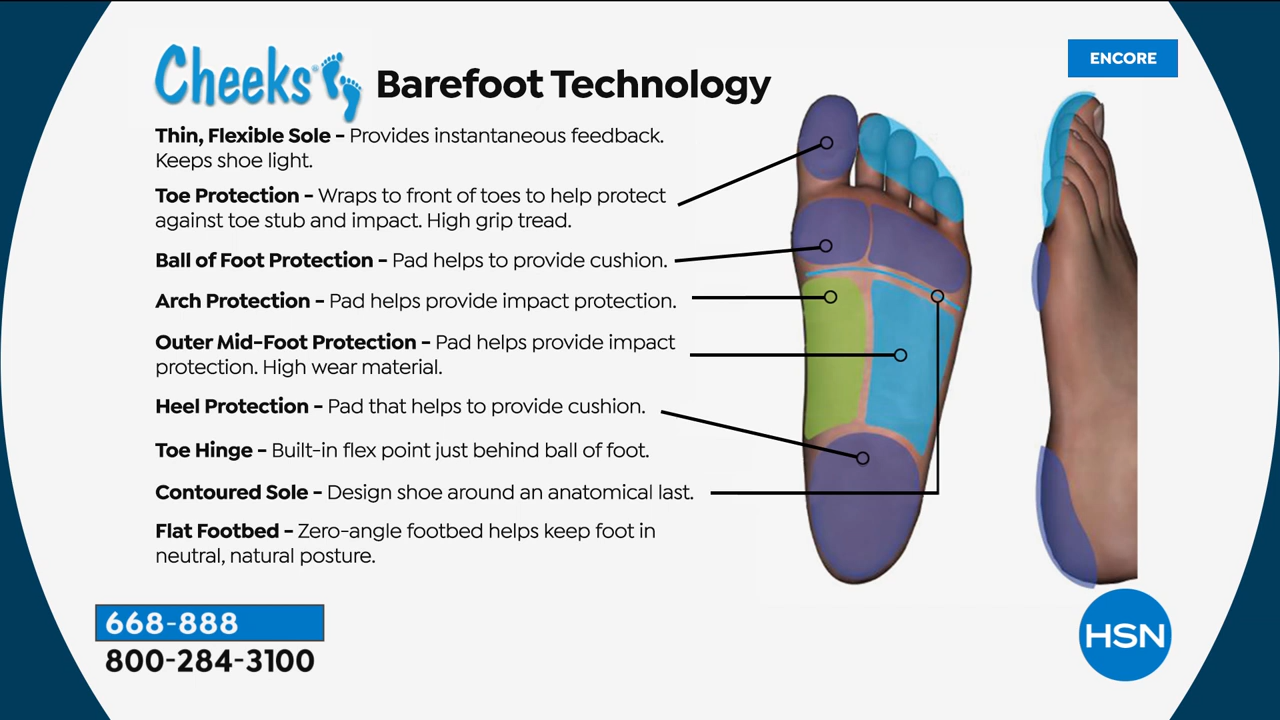 Cheeks® Barefoot Technology
ENCORE
Thin, Flexible Sole – Provides instantaneous feedback.
Keeps shoe light.
Toe Protection – Wraps to front of toes to help protect
against toe stub and impact. High grip tread.
Ball of Foot Protection – Pad helps to provide cushion.
Arch Protection – Pad helps provide impact protection.
Outer Mid-Foot Protection – Pad helps provide impact
protection. High wear material.
Heel Protection – Pad that helps to provide cushion.
Toe Hinge – Built-in flex point just behind ball of foot.
Contoured Sole – Design shoe around an anatomical last.
Flat Footbed – Zero-angle footbed helps keep foot in
neutral, natural posture.
668-888
800-284-3100
HSN